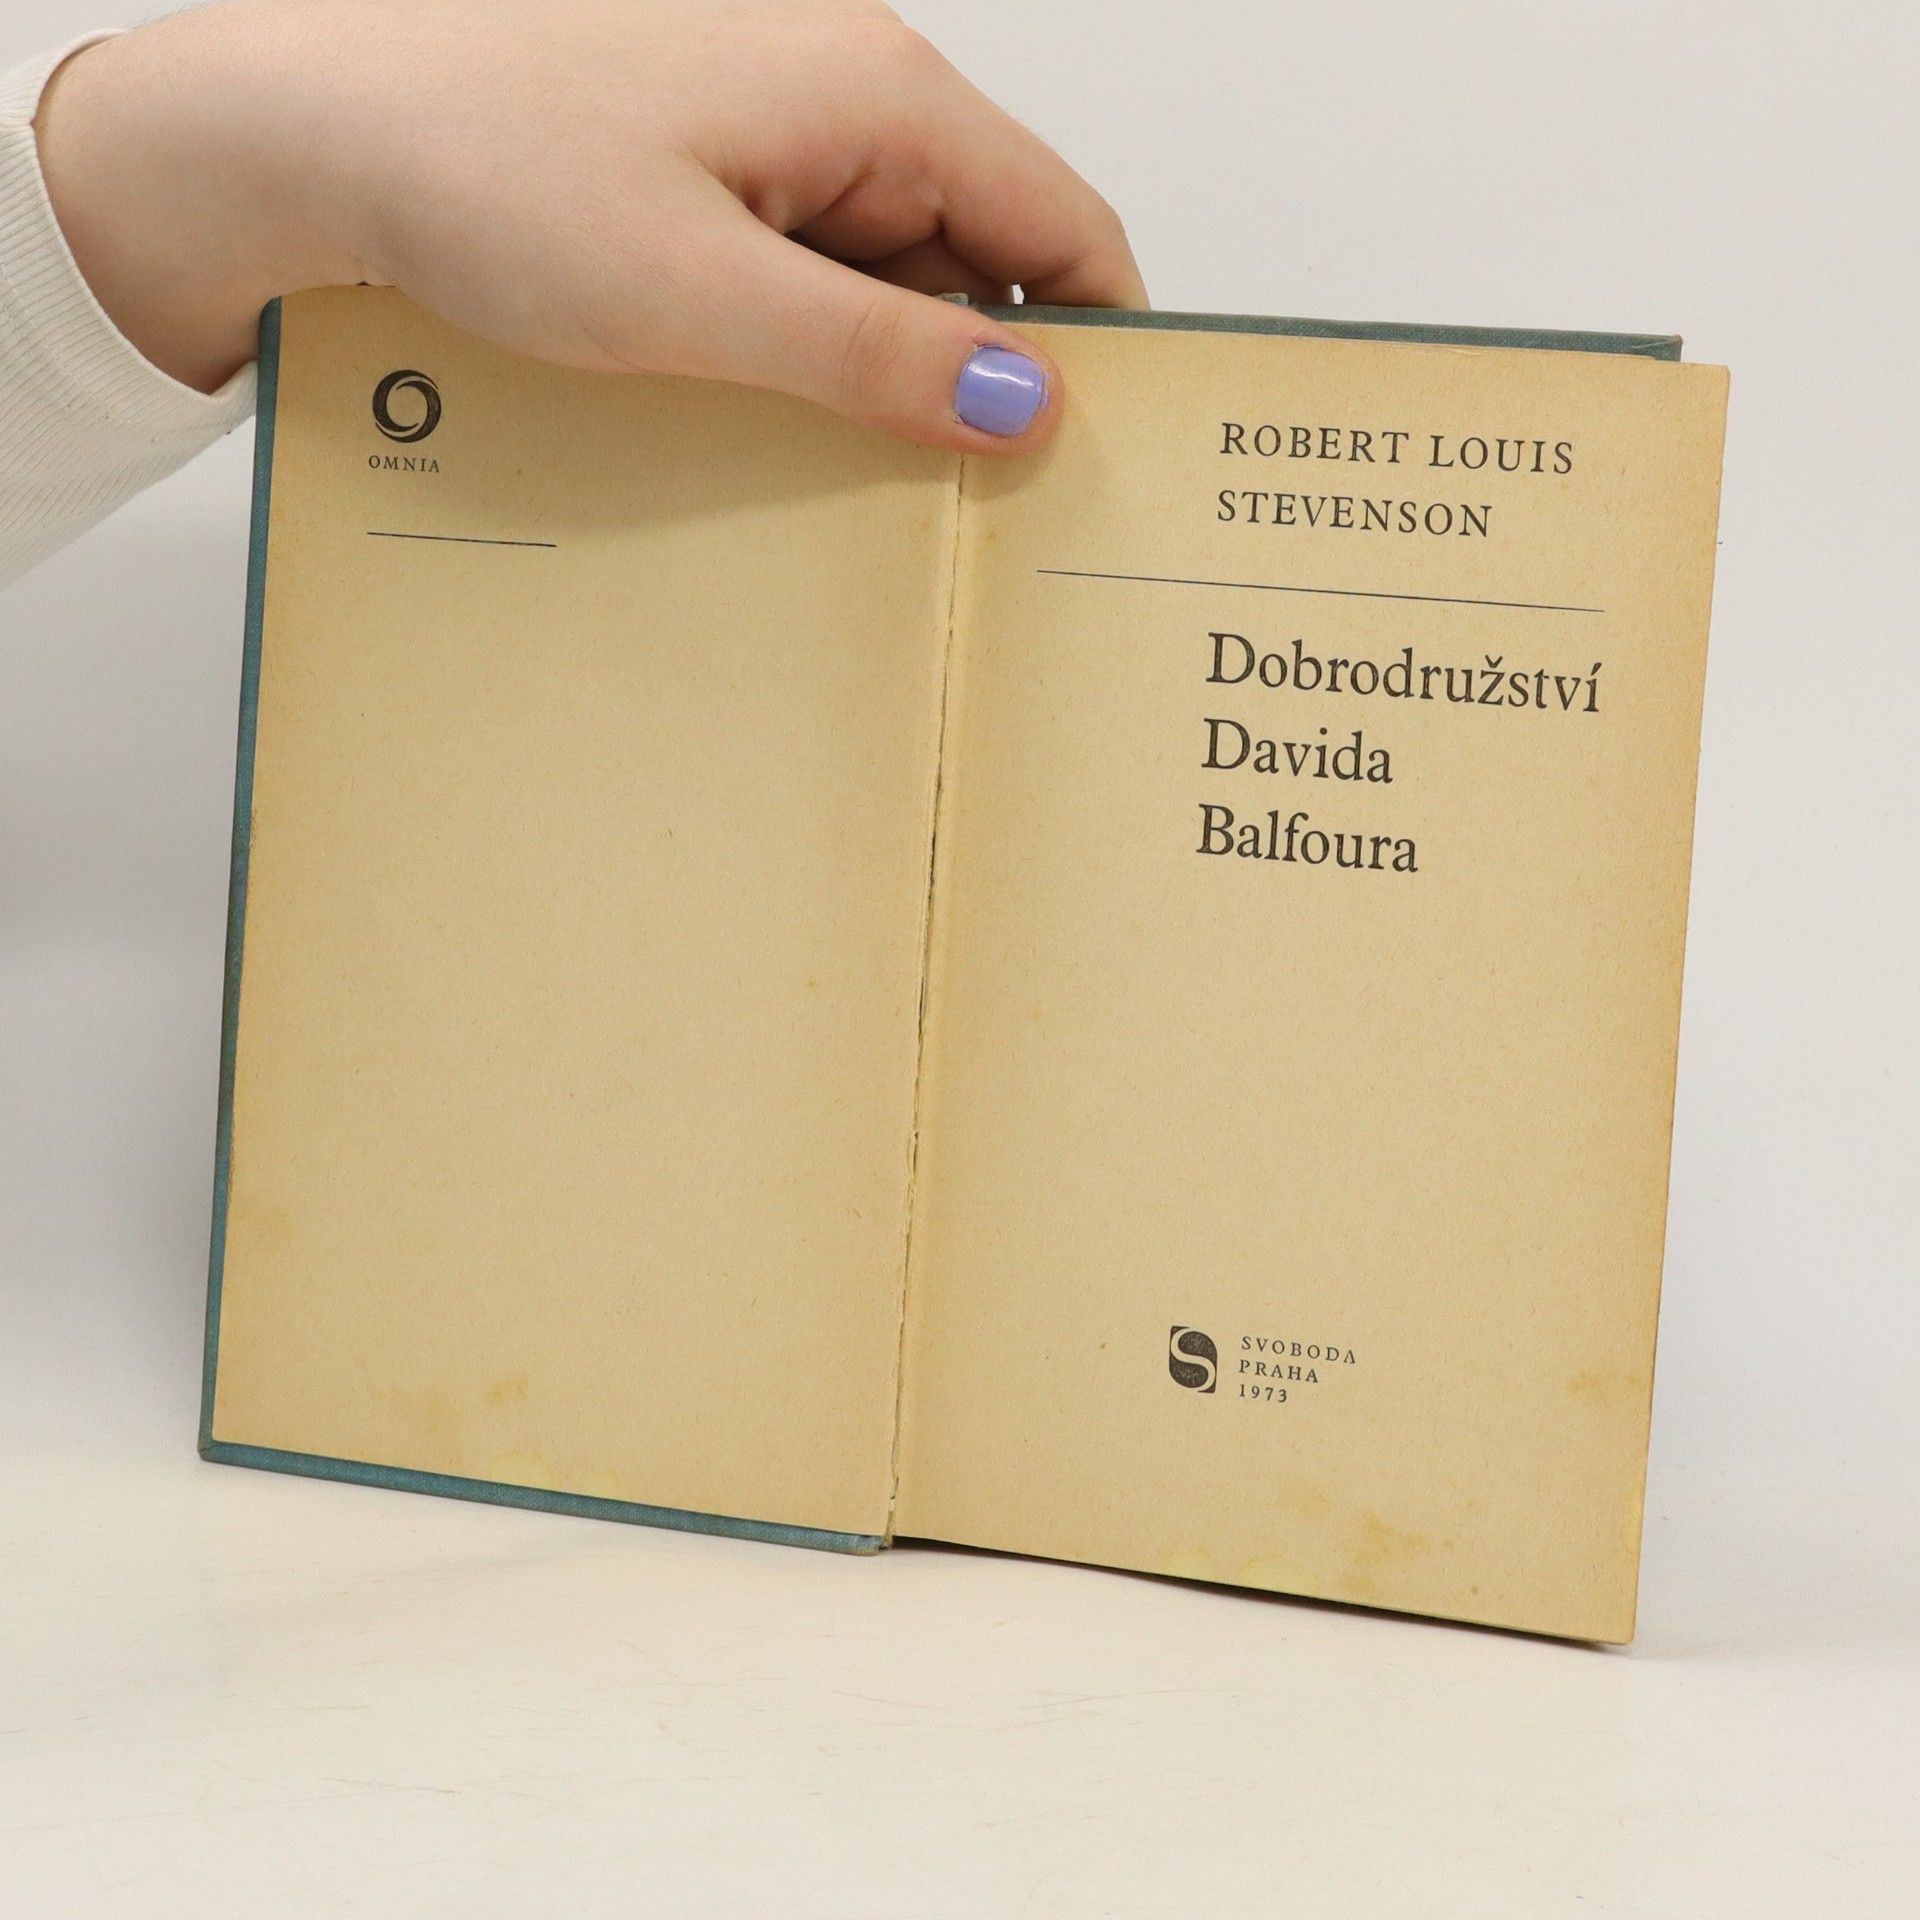 OMNIA
ROBERT LOUIS
STEVENSON
Dobrodružství
Davida
Balfoura
SVOBODA
PRAHA
1973